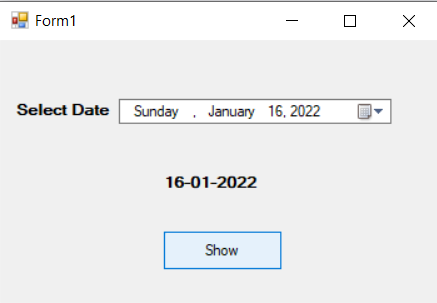 Form1
Select Date Sunday , January 16, 2022
16-01-2022
Show